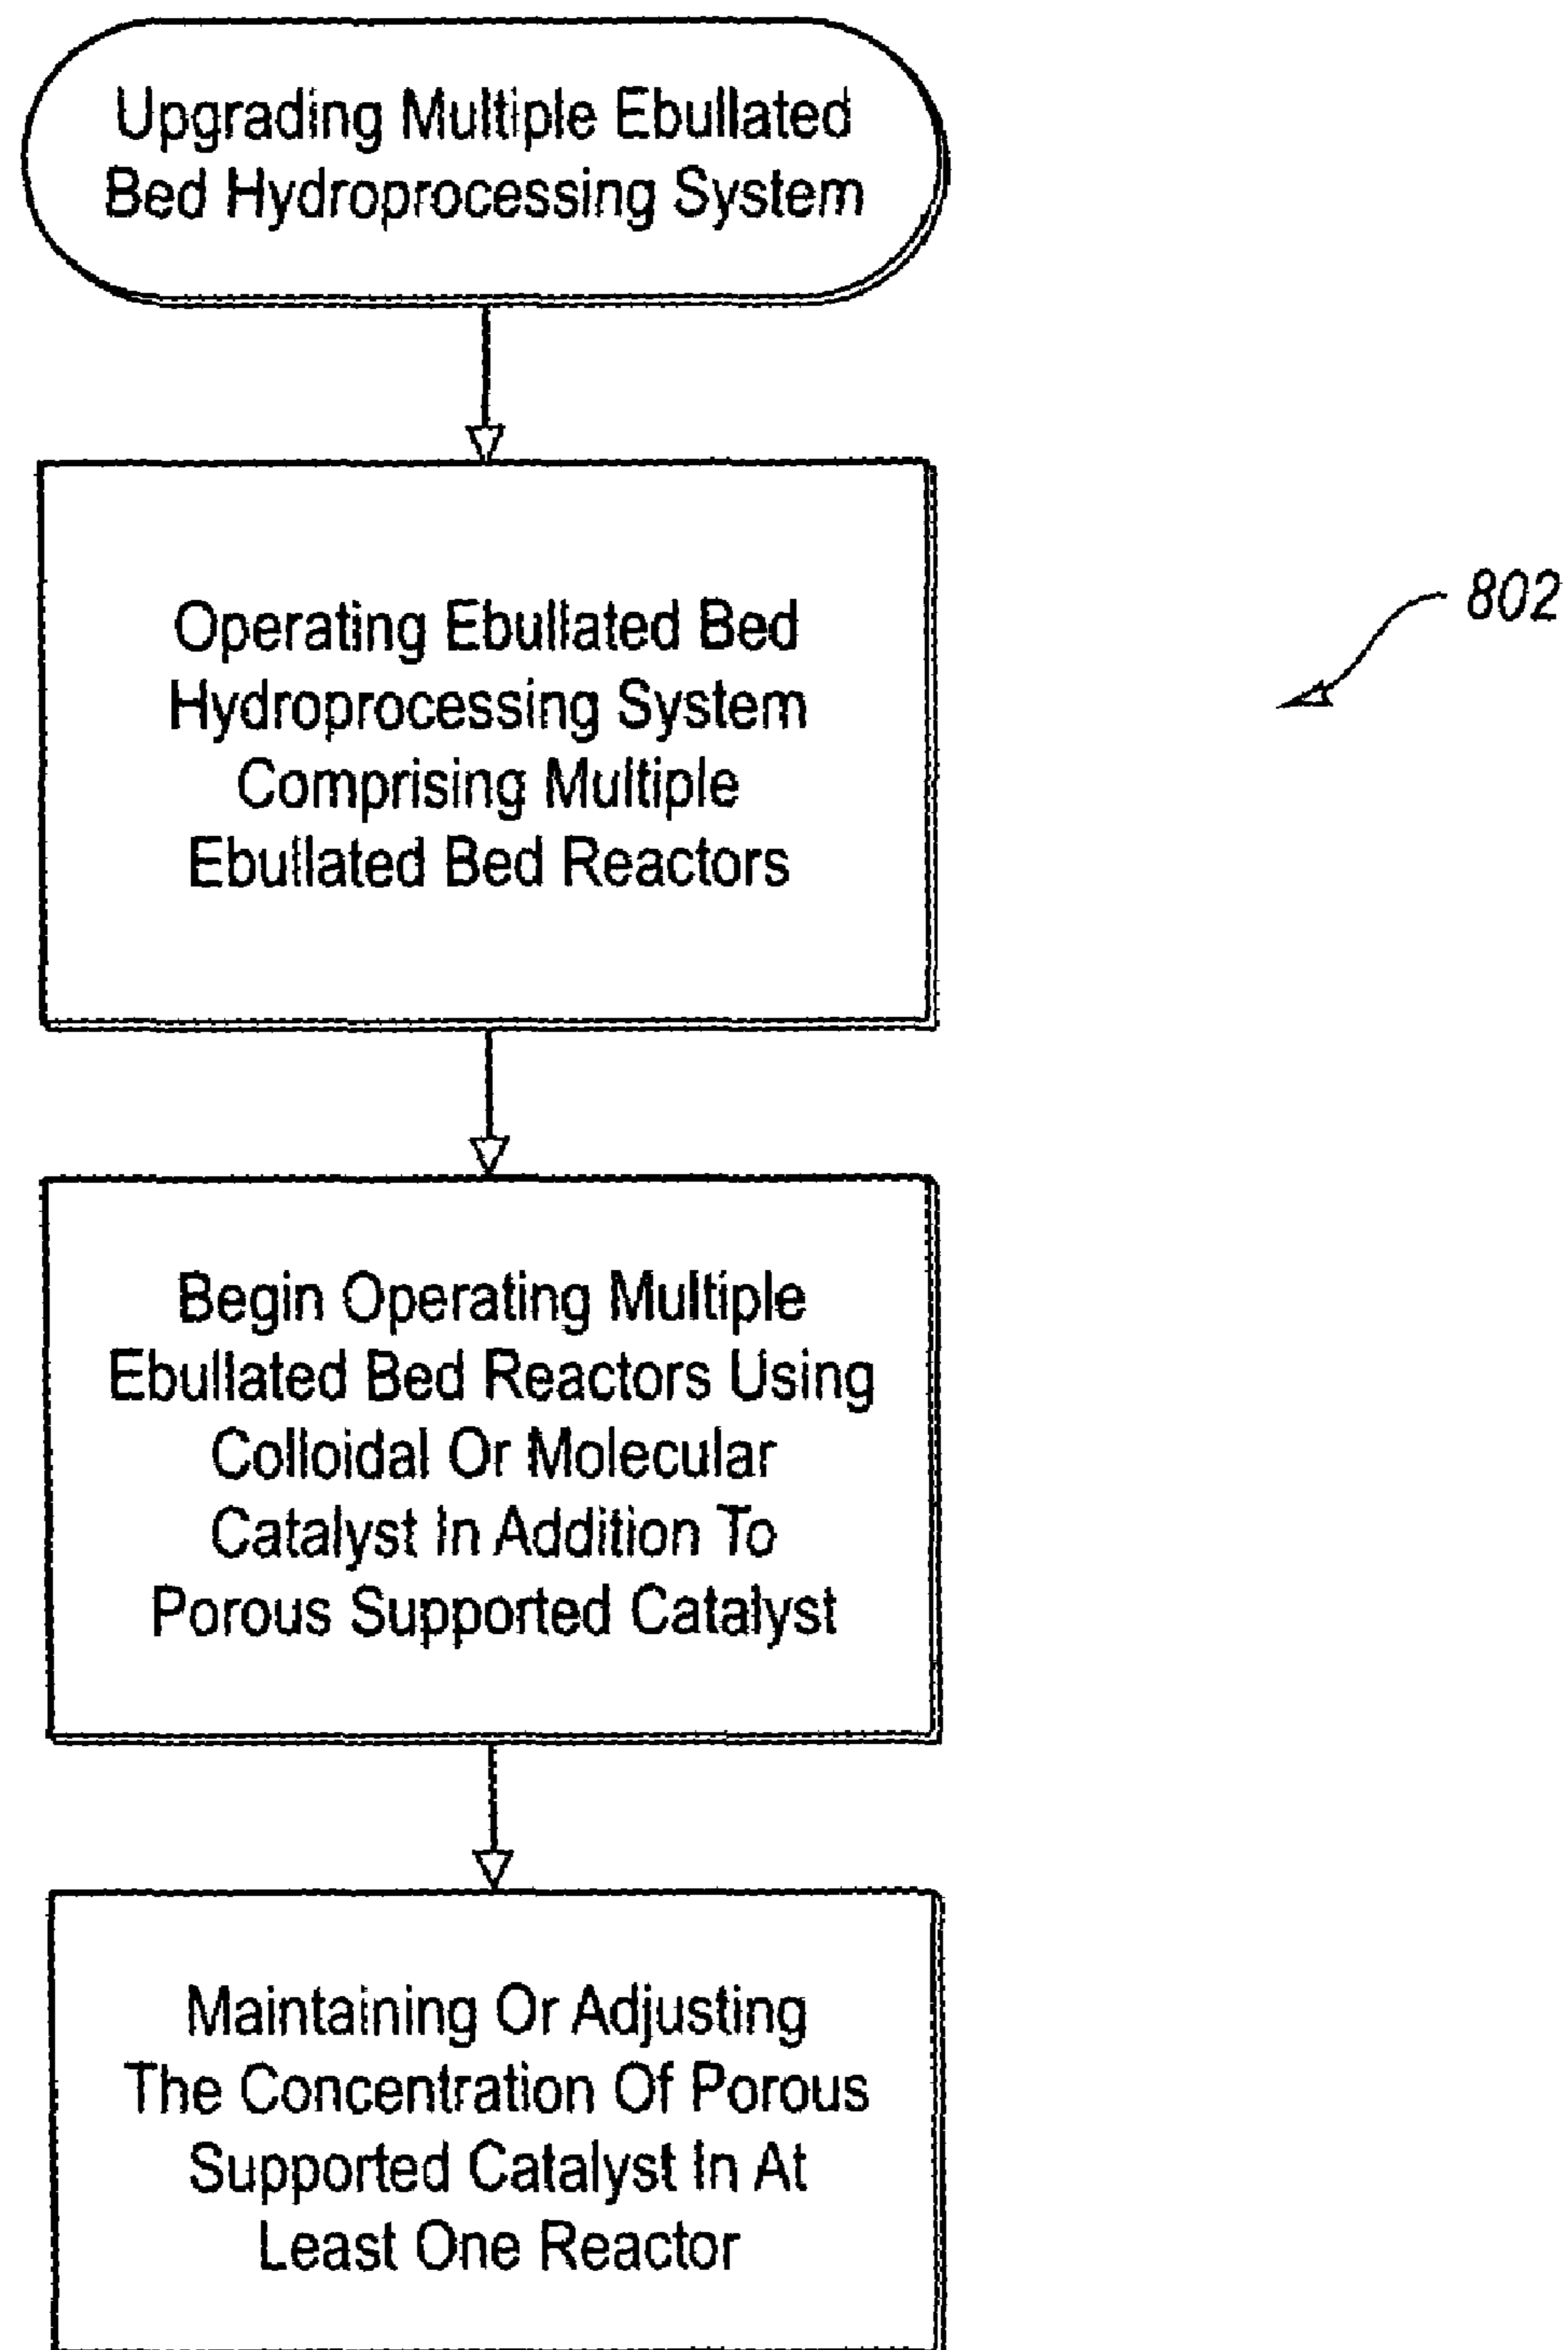 Upgrading Multiple Ebullated
Bed Hydroprocessing System
Operating Ebullated Bed
Hydroprocessing System
Comprising Multiple
Ebullated Bed Reactors
802
Begin Operating Multiple
Ebullated Bed Reactors Using
Colloidal Or Molecular
Catalyst In Addition To
Porous Supported Catalyst
Maintaining Or Adjusting
The Concentration Of Porous
Supported Catalyst In At
Least One Reactor